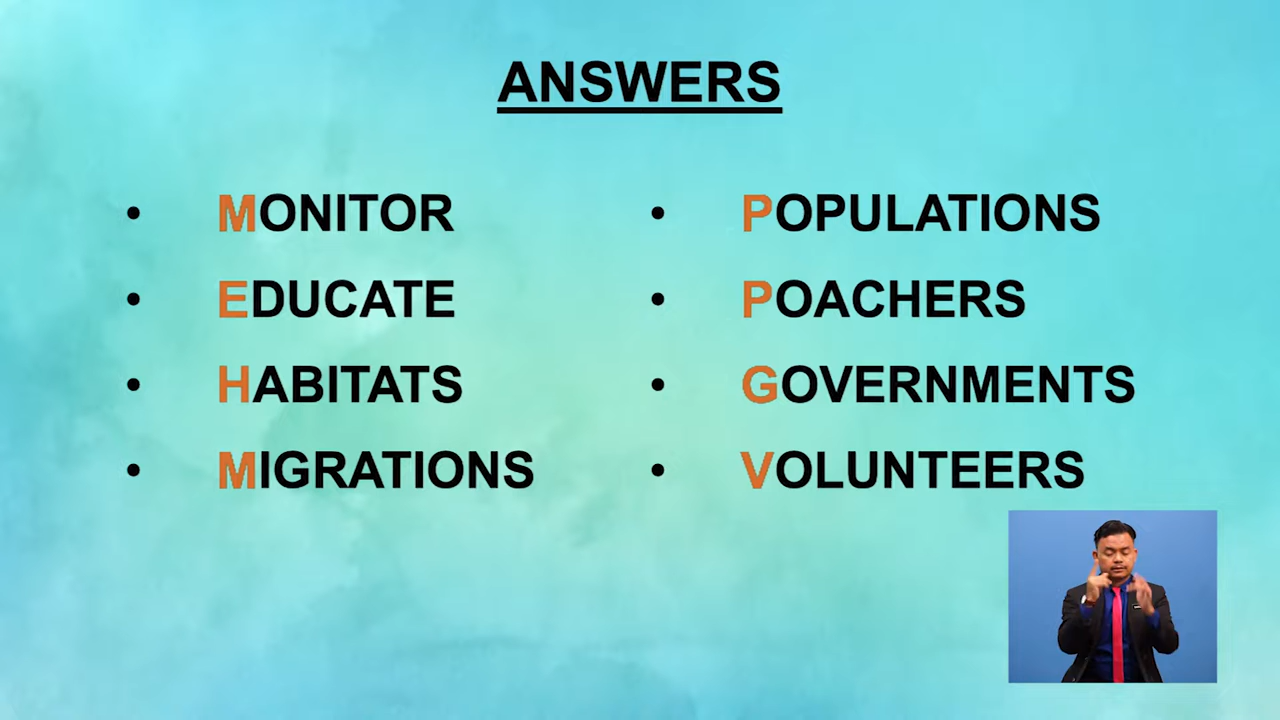 ANSWERS
• MONITOR
• EDUCATE
• HABITATS
• MIGRATIONS
• POPULATIONS
• POACHERS
• GOVERNMENTS
• VOLUNTEERS